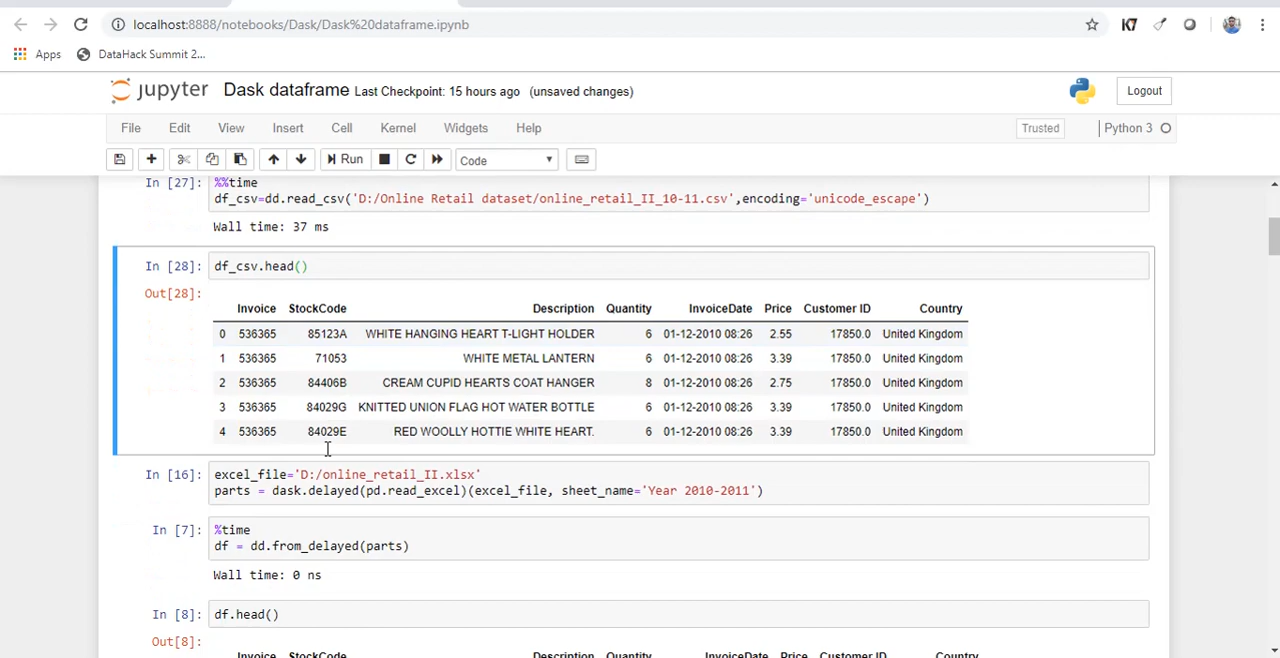 localhost:8888/notebooks/Dask/Dask%20dataframe.ipynb
K7
Apps DataHack Summit 2...
jupyter Dask dataframe Last Checkpoint: 15 hours ago (unsaved changes)
Logout
File Edit View Insert Cell Kernel Widgets Help
Trusted Python 3
Run Code
In [27]: %%time
df_csv=dd.read_csv('D:/Online Retail dataset/online_retail_II_10-11.csv',encoding='unicode_escape')
Wall time: 37 ms
In [28]: df_csv.head()
Out[28]:
Invoice StockCode Description Quantity InvoiceDate Price Customer ID Country
0 536365 85123A WHITE HANGING HEART T-LIGHT HOLDER 6 01-12-2010 08:26 2.55 17850.0 United Kingdom
1 536365 71053 WHITE METAL LANTERN 6 01-12-2010 08:26 3.39 17850.0 United Kingdom
2 536365 84406B CREAM CUPID HEARTS COAT HANGER 8 01-12-2010 08:26 2.75 17850.0 United Kingdom
3 536365 84029G KNITTED UNION FLAG HOT WATER BOTTLE 6 01-12-2010 08:26 3.39 17850.0 United Kingdom
4 536365 84029E RED WOOLLY HOTTIE WHITE HEART. 6 01-12-2010 08:26 3.39 17850.0 United Kingdom
In [16]: excel_file='D:/online_retail_II.xlsx'
parts = dask.delayed(pd.read_excel)(excel_file, sheet_name='Year 2010-2011')
In [7]: %time
df = dd.from_delayed(parts)
Wall time: 0 ns
In [8]: df.head()
Out[8]:
Invoice StockCode Description Quantity InvoiceDate Price Customer ID Country